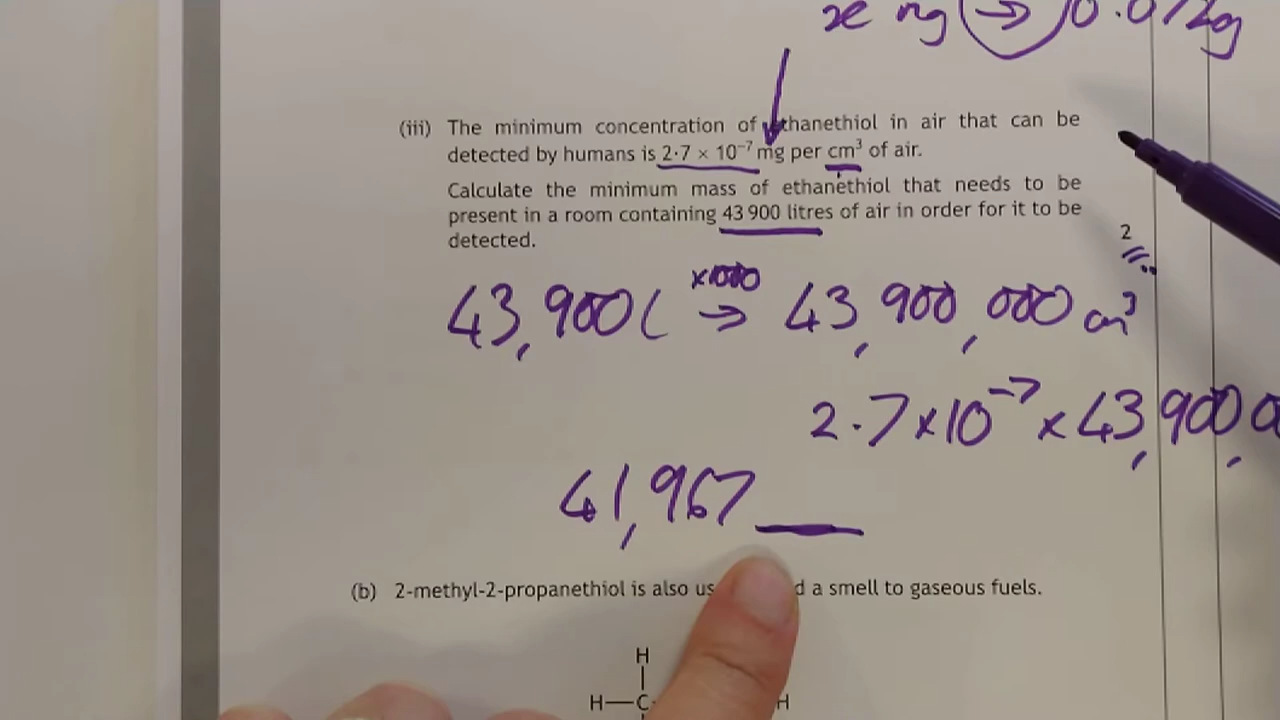 x ng → 0.012g
(iii) The minimum concentration of ethanethiol in air that can be
detected by humans is 2·7 × 10⁻⁷ mg per cm³ of air.
Calculate the minimum mass of ethanethiol that needs to be
present in a room containing 43 900 litres of air in order for it to be
detected.
2
43,900L ×1000 → 43,900,000 cm³
2.7×10⁻⁷ × 43,900,
41,967
(b) 2-methyl-2-propanethiol is also us d a smell to gaseous fuels.
H
H—C
H